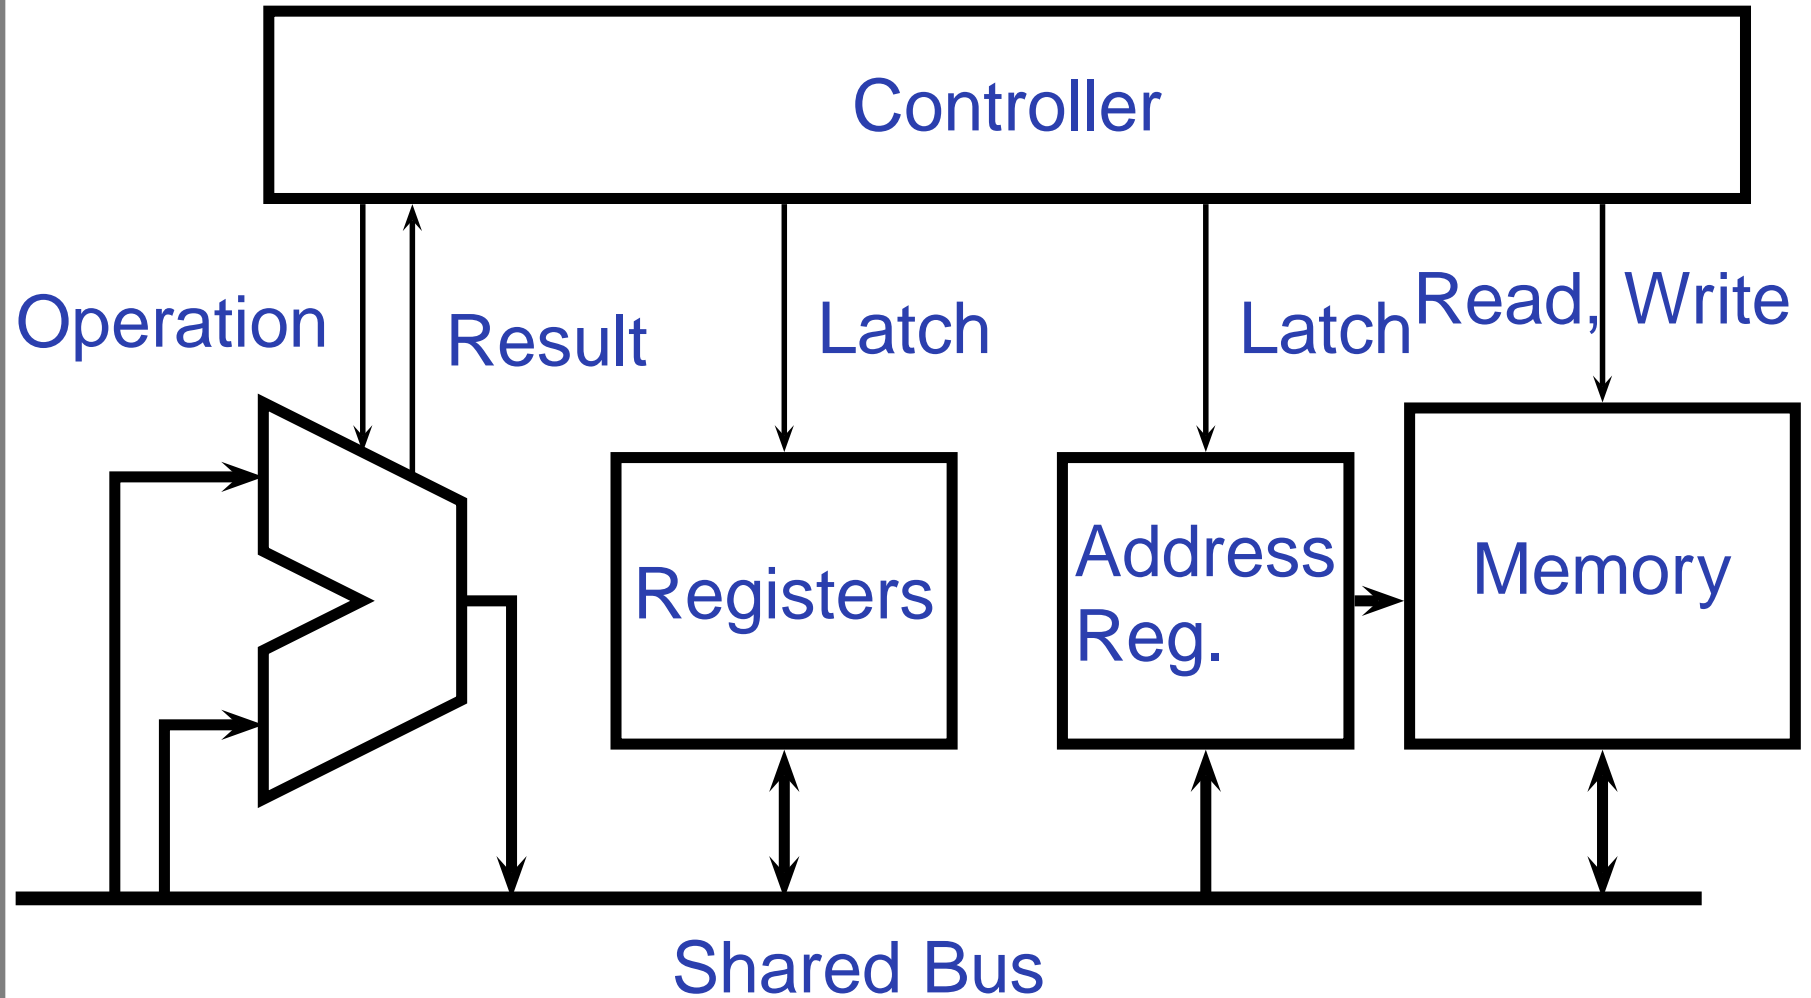 Controller
Operation
Result
Latch
Latch
Read, Write
Registers
Address
Reg.
Memory
Shared Bus